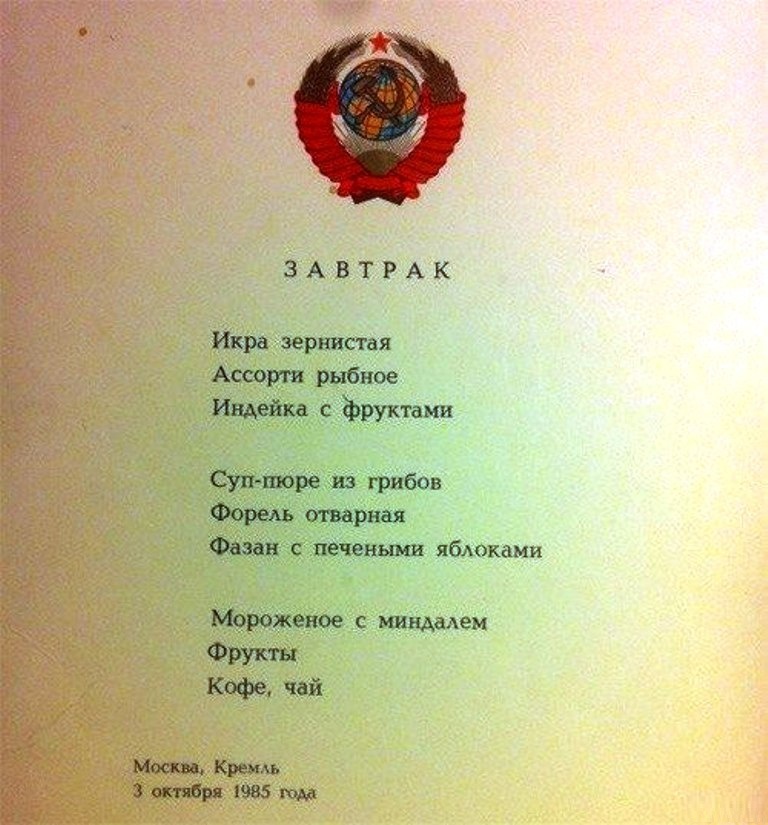 ЗАВТРАК
Икра зернистая
Ассорти рыбное
Индейка с фруктами
Суп-пюре из грибов
Форель отварная
Фазан с печеными яблоками
Мороженое с миндалем
Фрукты
Кофе, чай
Москва, Кремль
3 октября 1985 года